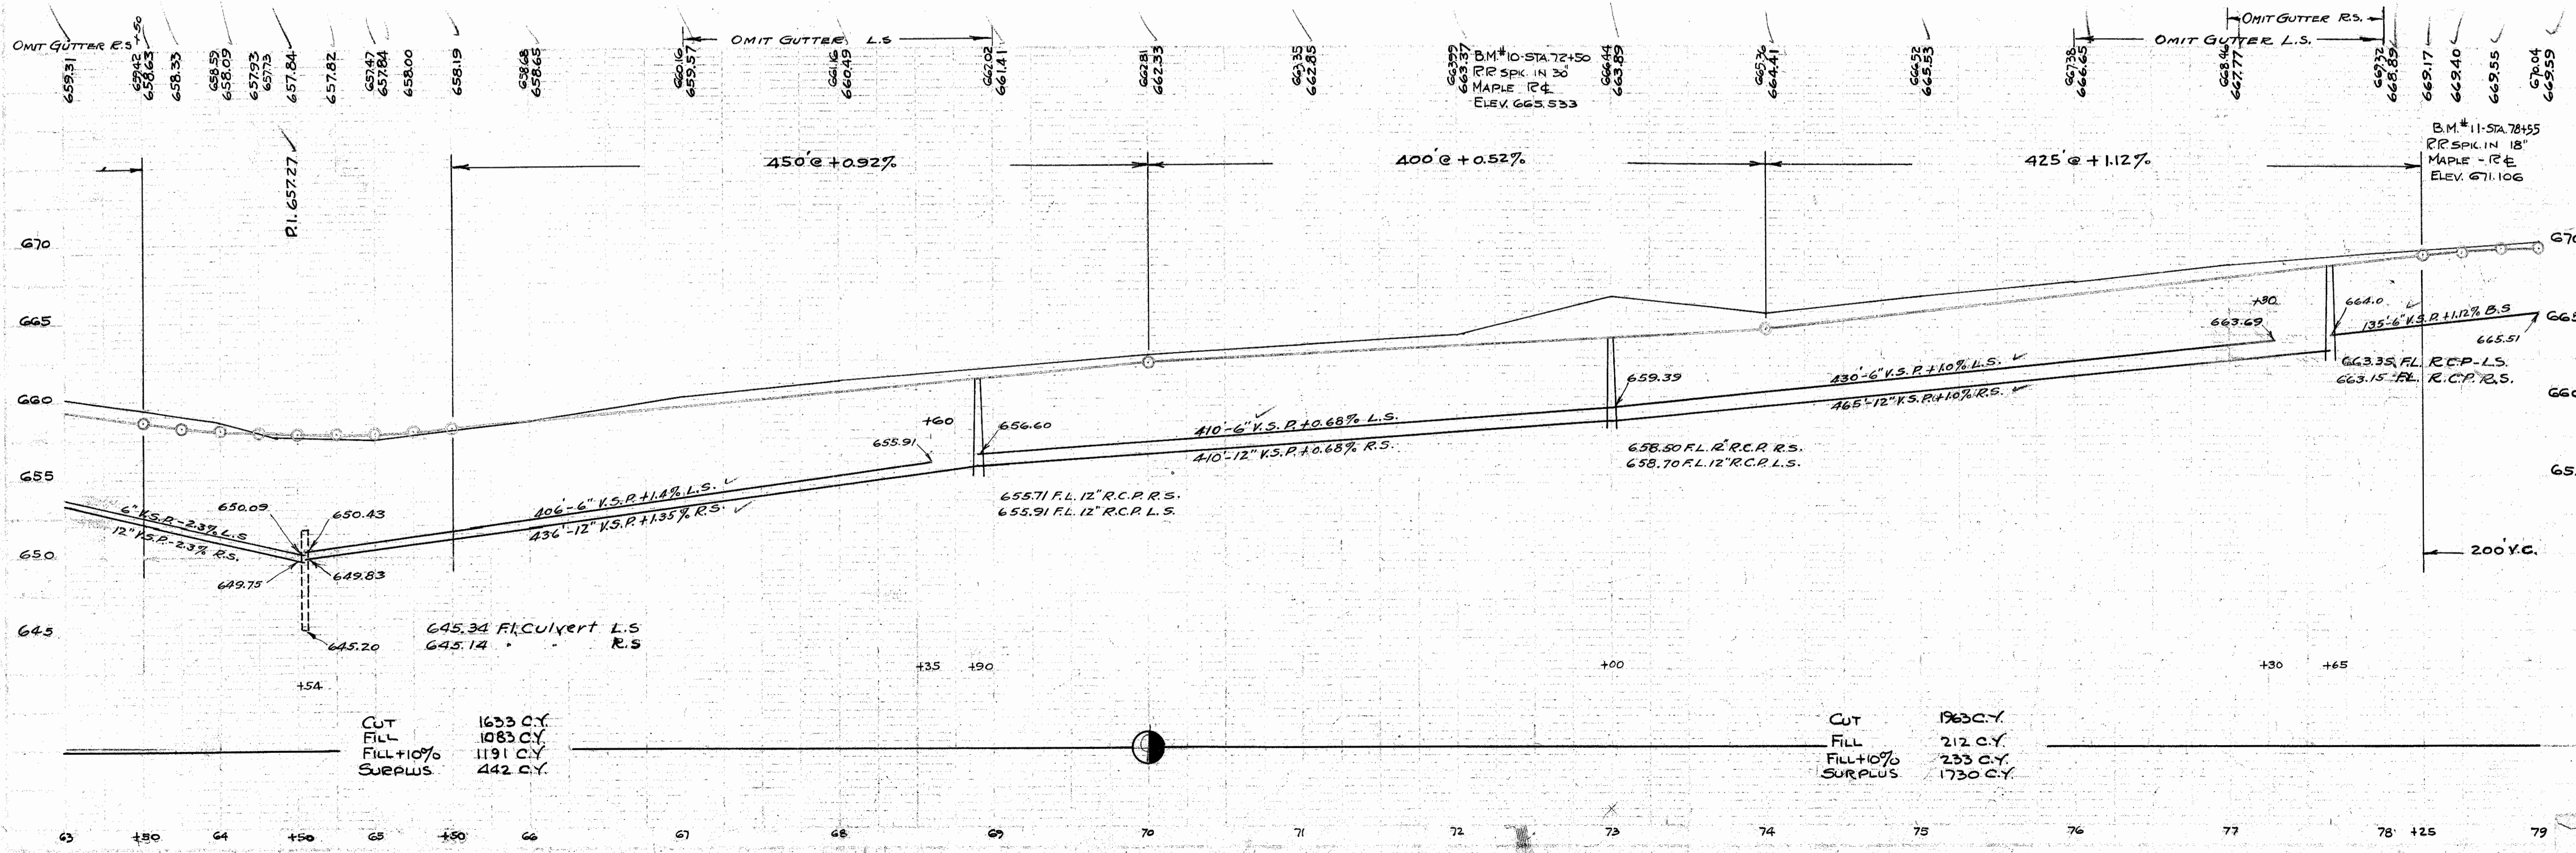 OMIT GUTTER R.S +50
OMIT GUTTER L.S
OMIT GUTTER R.S.
OMIT GUTTER L.S.
659.31
659.42
658.63
658.33
658.59
658.09
657.93
657.73
657.84
657.82
657.47
657.84
658.00
658.19
658.68
658.65
660.16
659.57
661.16
660.49
662.02
661.41
662.81
662.33
663.35
662.85
663.99
663.37
666.44
663.89
665.36
664.41
666.52
665.53
667.38
666.65
668.46
667.77
669.32
668.89
669.17
669.40
669.55
670.04
669.59
B.M.#10-STA.72+50
R.R SPK. IN 30"
MAPLE R℄
ELEV. 665.533
B.M.#11-STA.78+55
R.R SPK. IN 18"
MAPLE - R℄
ELEV. 671.106
P.I. 657.27
450' @ +0.92%
400' @ +0.52%
425' @ +1.12%
670
665
660
655
650
645
6" V.S.P. -2.3% L.S
12" V.S.P. -2.3% R.S.
650.09
650.43
649.75
649.83
645.20
645.34 F.L. Culvert L.S
645.14 " " R.S
406'-6" V.S.P. +1.4% L.S.
436'-12" V.S.P. +1.35% R.S.
+60
655.91
656.60
655.71 F.L. 12" R.C.P. R.S.
655.91 F.L. 12" R.C.P. L.S.
410'-6" V.S.P. +0.68% L.S.
410'-12" V.S.P. +0.68% R.S.
659.39
658.50 F.L. R.C.P. R.S.
658.70 F.L. 12" R.C.P. L.S.
430'-6" V.S.P. +1.0% L.S.
465'-12" V.S.P. +1.0% R.S.
+30
663.69
664.0
135'-6" V.S.P. +1.12% B.S
665.51
663.35 F.L. R.C.P-L.S.
663.15 F.L. R.C.P. R.S.
200' V.C.
+54
+35 +90
+00
+30 +65
CUT 1633 C.Y.
FILL 1083 C.Y.
FILL+10% 1191 C.Y
SURPLUS 442 C.Y.
CUT 1963 C.Y.
FILL 212 C.Y.
FILL+10% 233 C.Y.
SURPLUS 1730 C.Y.
63 +50 64 +50 65 +50 66 67 68 69 70 71 72 73 74 75 76 77 78 +25 79